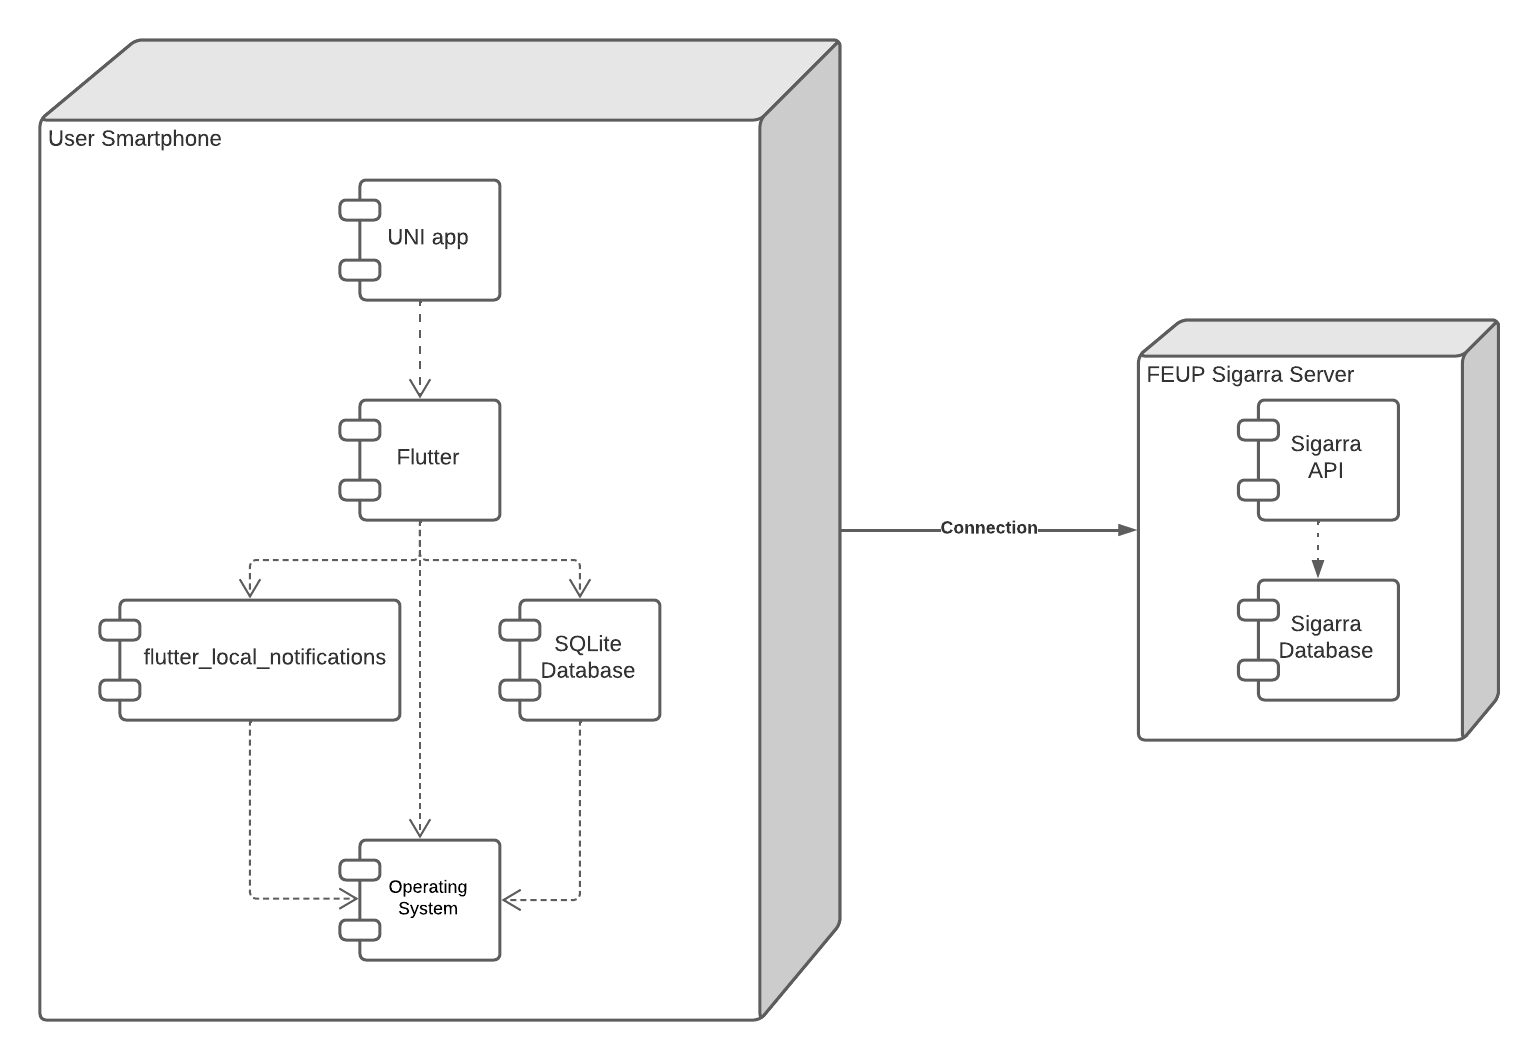 User Smartphone
UNI app
Flutter
flutter_local_notifications
SQLite
Database
Operating
System
Connection
FEUP Sigarra Server
Sigarra
API
Sigarra
Database